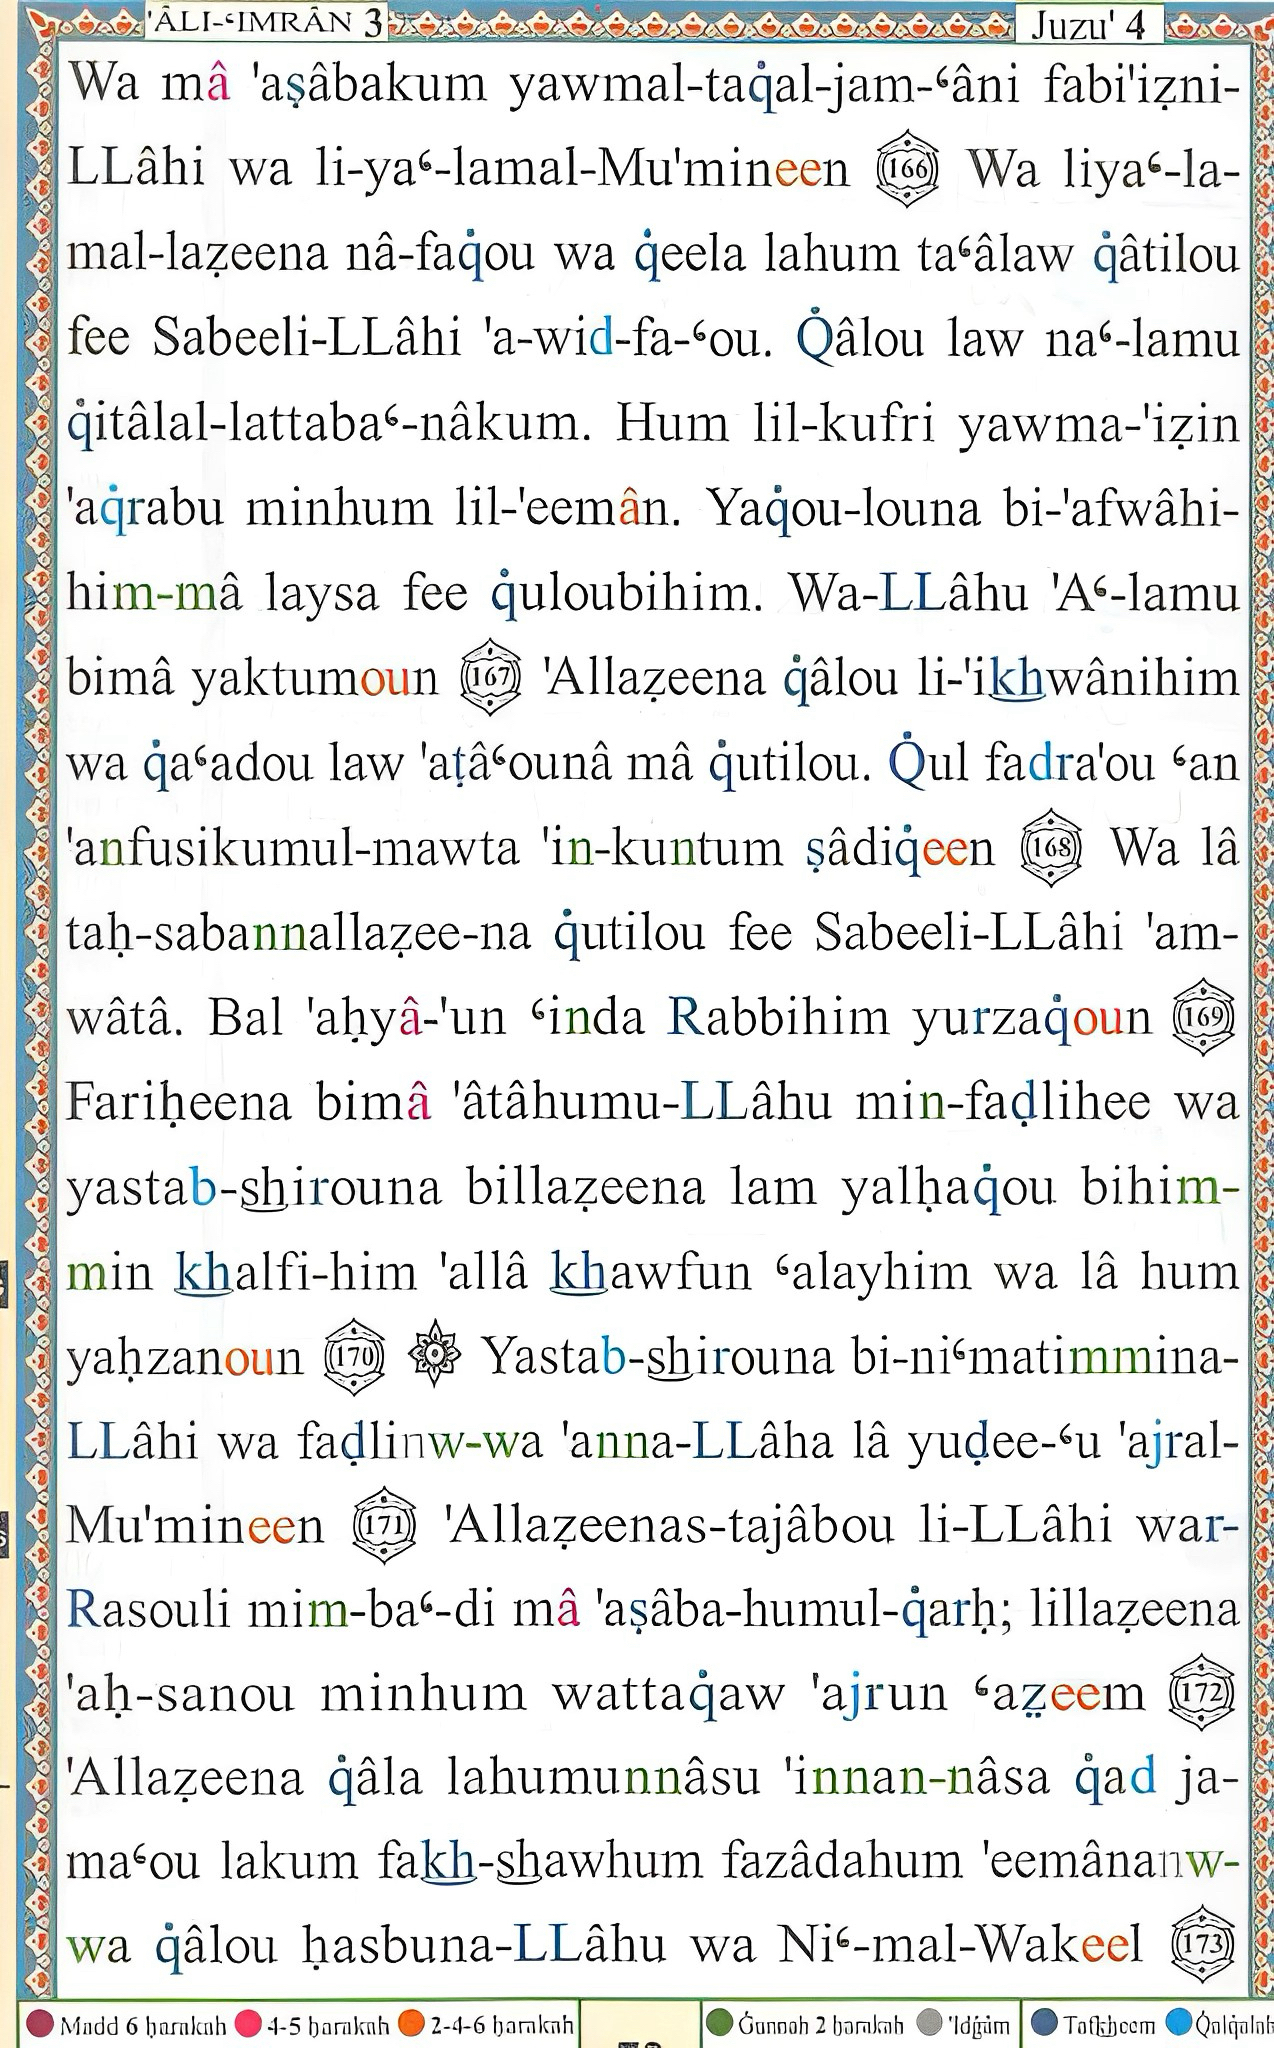 'ÂLI-ʿIMRÂN 3
Juzu' 4
Wa mâ 'aṣâbakum yawmal-taq̇al-jam-ʿâni fabi'iẓni-
LLâhi wa li-yaʿ-lamal-Mu'mineen 166 Wa liyaʿ-la-
mal-laẓeena nâ-faq̇ou wa q̇eela lahum taʿâlaw q̇âtilou
fee Sabeeli-LLâhi 'a-wid-fa-ʿou. Q̇âlou law naʿ-lamu
q̇itâlal-lattabaʿ-nâkum. Hum lil-kufri yawma-'iẓin
'aq̇rabu minhum lil-'eemân. Yaq̇ou-louna bi-'afwâhi-
him-mâ laysa fee q̇uloubihim. Wa-LLâhu 'Aʿ-lamu
bimâ yaktumoun 167 'Allaẓeena q̇âlou li-'ikhwânihim
wa q̇aʿadou law 'aṭâʿounâ mâ q̇utilou. Q̇ul fadra'ou ʿan
'anfusikumul-mawta 'in-kuntum ṣâdiq̇een 168 Wa lâ
taḥ-sabannallaẓee-na q̇utilou fee Sabeeli-LLâhi 'am-
wâtâ. Bal 'aḥyâ-'un ʿinda Rabbihim yurzaq̇oun 169
Fariḥeena bimâ 'âtâhumu-LLâhu min-faḍlihee wa
yastab-shirouna billaẓeena lam yalḥaq̇ou bihim-
min khalfi-him 'allâ khawfun ʿalayhim wa lâ hum
yaḥzanoun 170 Yastab-shirouna bi-niʿmatimmina-
LLâhi wa faḍlinw-wa 'anna-LLâha lâ yuḍee-ʿu 'ajral-
Mu'mineen 171 'Allaẓeenas-tajâbou li-LLâhi war-
Rasouli mim-baʿ-di mâ 'aṣâba-humul-q̇arḥ; lillaẓeena
'aḥ-sanou minhum wattaq̇aw 'ajrun ʿaẓ̤eem 172
'Allaẓeena q̇âla lahumunnâsu 'innan-nâsa q̇ad ja-
maʿou lakum fakh-shawhum fazâdahum 'eemânanw-
wa q̇âlou ḥasbuna-LLâhu wa Niʿ-mal-Wakeel 173
Madd 6 ḥarakah 4-5 ḥarakah 2-4-6 ḥarakah
Ġunnah 2 ḥarakah 'Idġâm Tafkheem Q̇alq̇alah